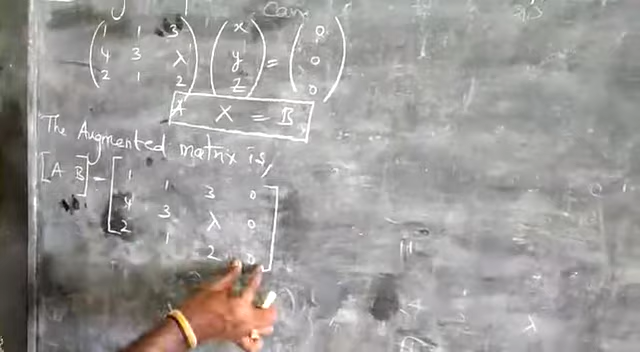 1 1 3 x 0
4 3 λ y = 0
2 1 2 z 0
A X = B
The Augmented matrix is,
[A B] = 1 1 3 0
4 3 λ 0
2 1 2 0
λ